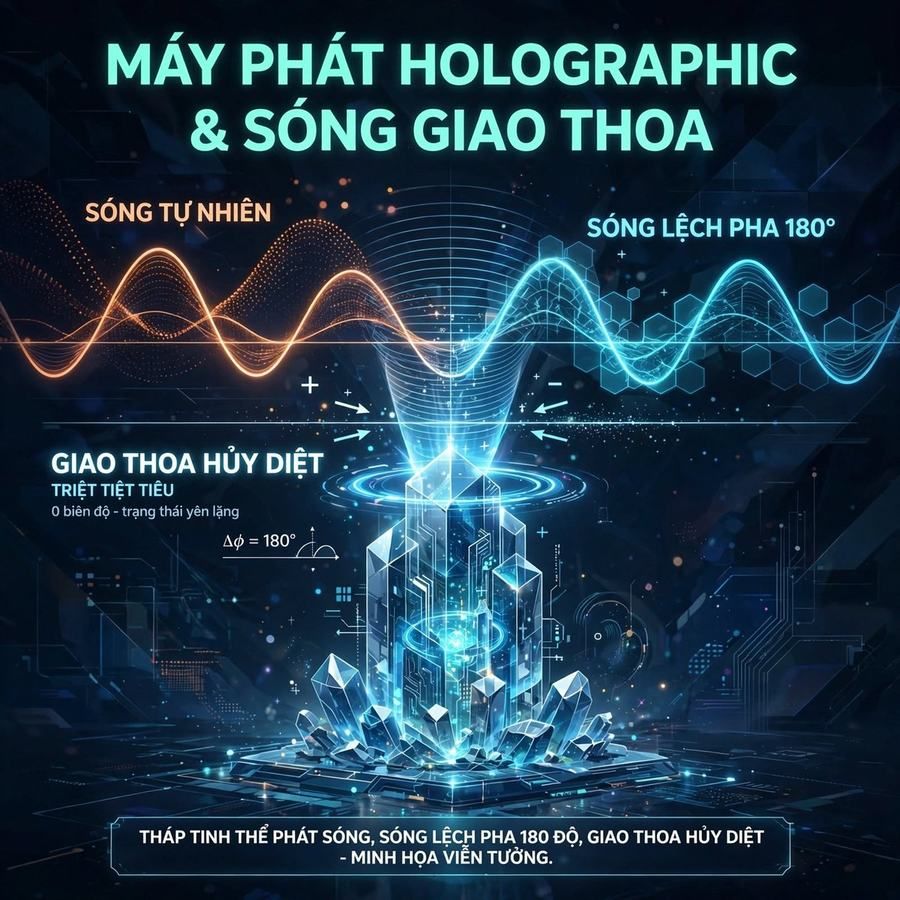 MÁY PHÁT HOLOGRAPHIC
& SÓNG GIAO THOA
SÓNG TỰ NHIÊN
SÓNG LỆCH PHA 180°
GIAO THOA HỦY DIỆT
TRIỆT TIỆT TIÊU
0 biên độ - trạng thái yên lặng
Δϕ = 180°
THÁP TINH THỂ PHÁT SÓNG, SÓNG LỆCH PHA 180 ĐỘ, GIAO THOA HỦY DIỆT
- MINH HỌA VIỄN TƯỞNG.